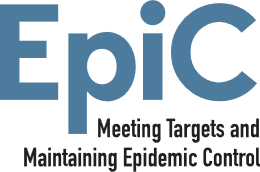 EpiC
Meeting Targets and
Maintaining Epidemic Control